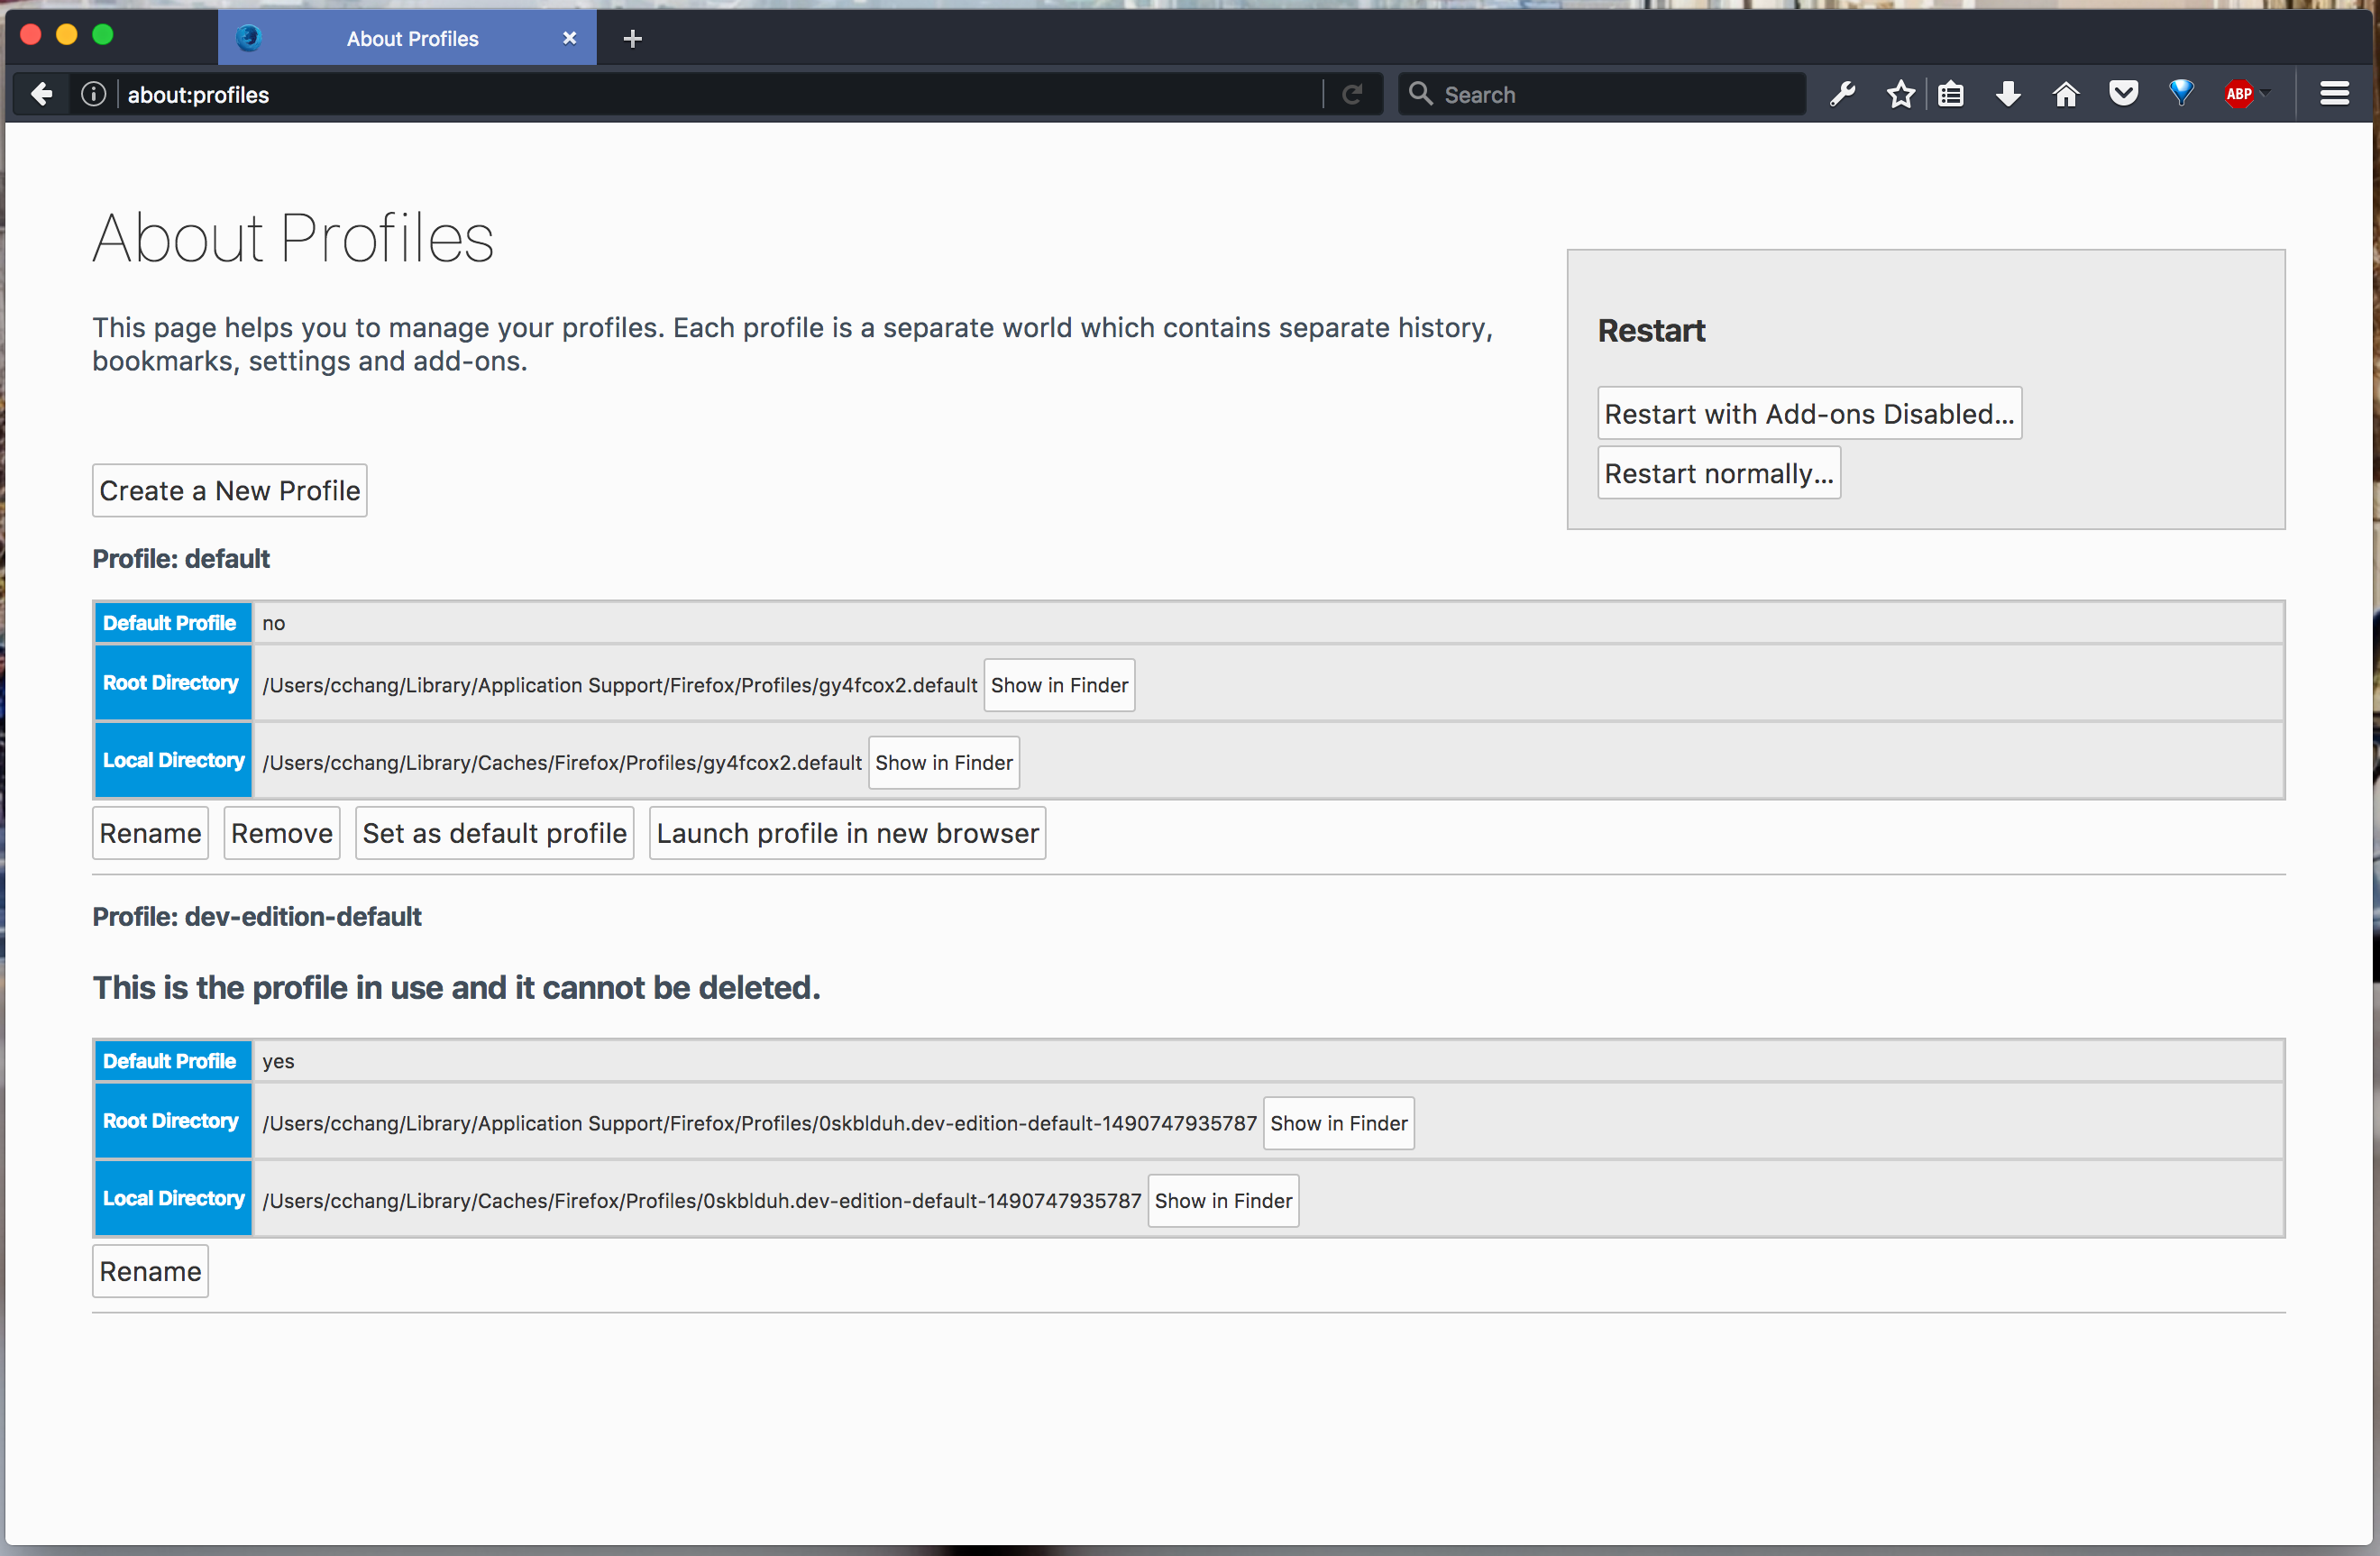 About Profiles
about:profiles
Search
ABP
About Profiles
This page helps you to manage your profiles. Each profile is a separate world which contains separate history,
bookmarks, settings and add-ons.
Restart
Restart with Add-ons Disabled...
Restart normally...
Create a New Profile
Profile: default
Default Profile no
Root Directory /Users/cchang/Library/Application Support/Firefox/Profiles/gy4fcox2.default Show in Finder
Local Directory /Users/cchang/Library/Caches/Firefox/Profiles/gy4fcox2.default Show in Finder
Rename Remove Set as default profile Launch profile in new browser
Profile: dev-edition-default
This is the profile in use and it cannot be deleted.
Default Profile yes
Root Directory /Users/cchang/Library/Application Support/Firefox/Profiles/0skblduh.dev-edition-default-1490747935787 Show in Finder
Local Directory /Users/cchang/Library/Caches/Firefox/Profiles/0skblduh.dev-edition-default-1490747935787 Show in Finder
Rename